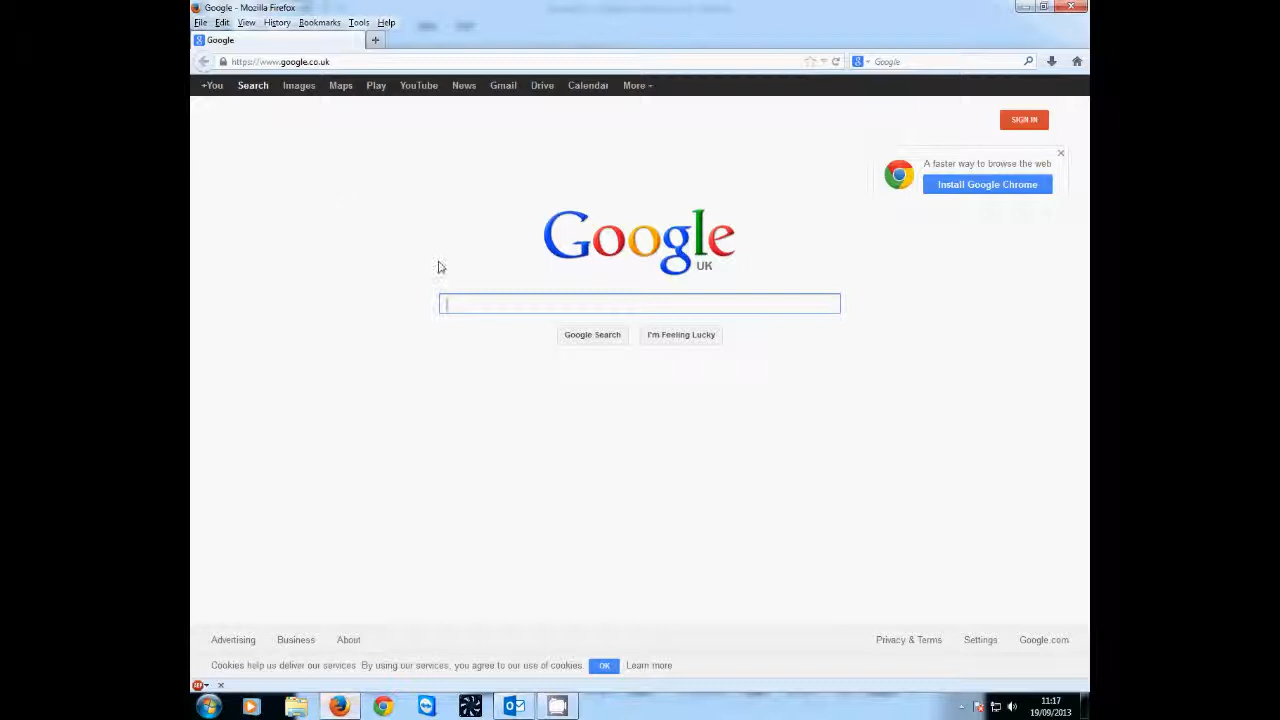 Google - Mozilla Firefox
File Edit View History Bookmarks Tools Help
Google
https://www.google.co.uk
Google
+You Search Images Maps Play YouTube News Gmail Drive Calendar More
SIGN IN
A faster way to browse the web
Install Google Chrome
Google
UK
Google Search I'm Feeling Lucky
Advertising Business About Privacy & Terms Settings Google.com
Cookies help us deliver our services. By using our services, you agree to our use of cookies. OK Learn more
11:17
19/09/2013